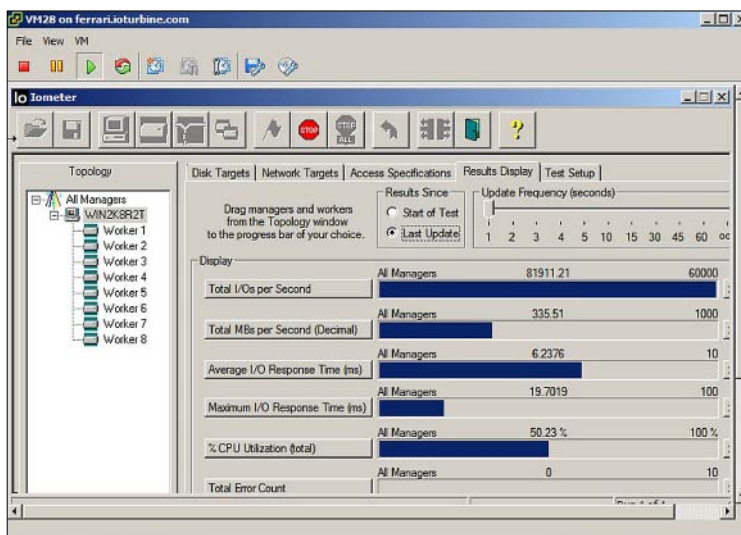 VM28 on ferrari.ioturbine.com
File View VM
Iometer
STOP
STOP ALL
Topology
All Managers
WIN2K8R2T
Worker 1
Worker 2
Worker 3
Worker 4
Worker 5
Worker 6
Worker 7
Worker 8
Disk Targets Network Targets Access Specifications Results Display Test Setup
Drag managers and workers
from the Topology window
to the progress bar of your choice.
Results Since
Start of Test
Last Update
Update Frequency (seconds)
1 2 3 4 5 10 15 30 45 60
Display
All Managers 81911.21 60000
Total I/Os per Second
All Managers 335.51 1000
Total MBs per Second (Decimal)
All Managers 6.2376 10
Average I/O Response Time (ms)
All Managers 19.7019 100
Maximum I/O Response Time (ms)
All Managers 50.23 % 100 %
% CPU Utilization (total)
All Managers 0 10
Total Error Count